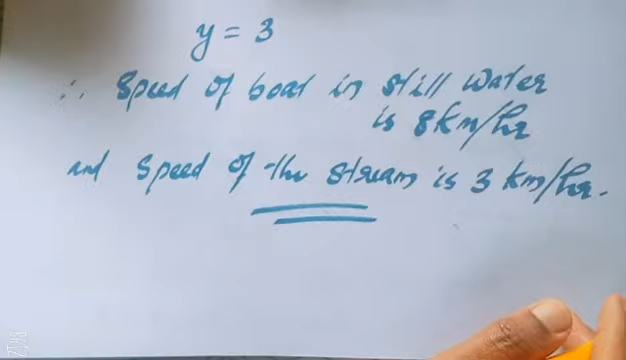 y = 3
∴ Speed of boat in still water
is 8km/hr
and Speed of the stream is 3 km/hr.